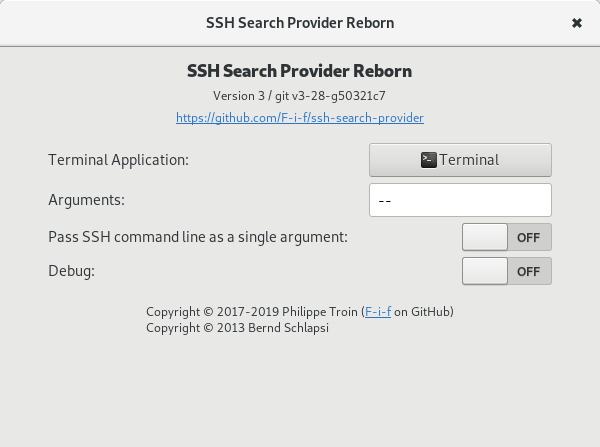 SSH Search Provider Reborn
SSH Search Provider Reborn
Version 3 / git v3-28-g50321c7
https://github.com/F-i-f/ssh-search-provider
Terminal Application:
Terminal
Arguments:
--
Pass SSH command line as a single argument:
OFF
Debug:
OFF
Copyright © 2017-2019 Philippe Troin (F-i-f on GitHub)
Copyright © 2013 Bernd Schlapsi